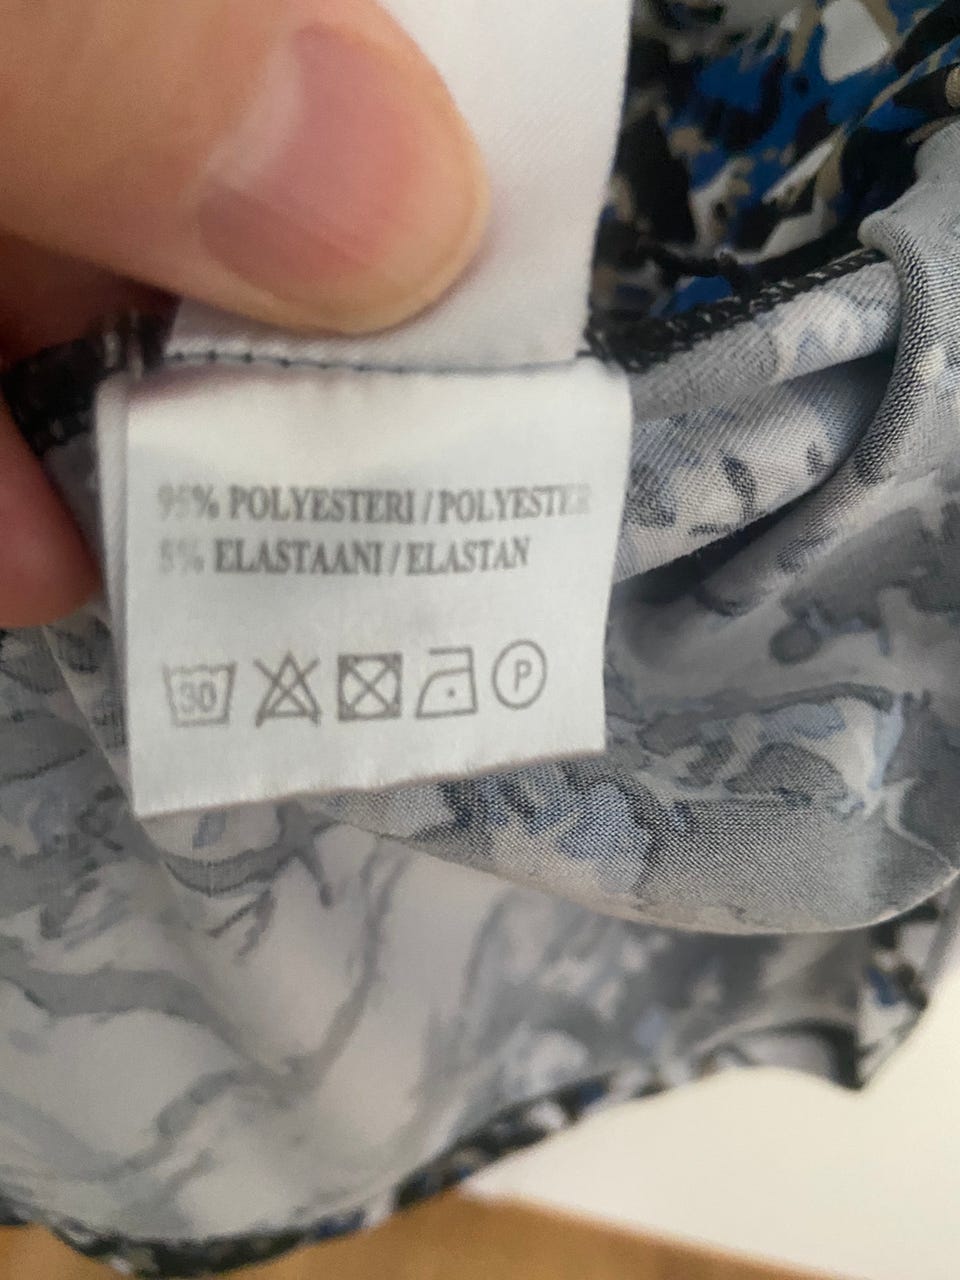 95% POLYESTERI / POLYESTER
5% ELASTAANI / ELASTAN
30
P